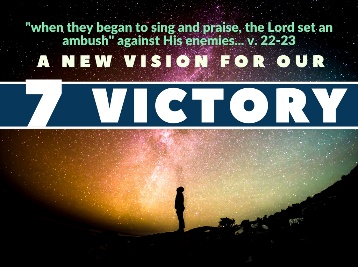 "when they began to sing and praise, the Lord set an
ambush" against His enemies... v. 22-23
A NEW VISION FOR OUR
7 VICTORY